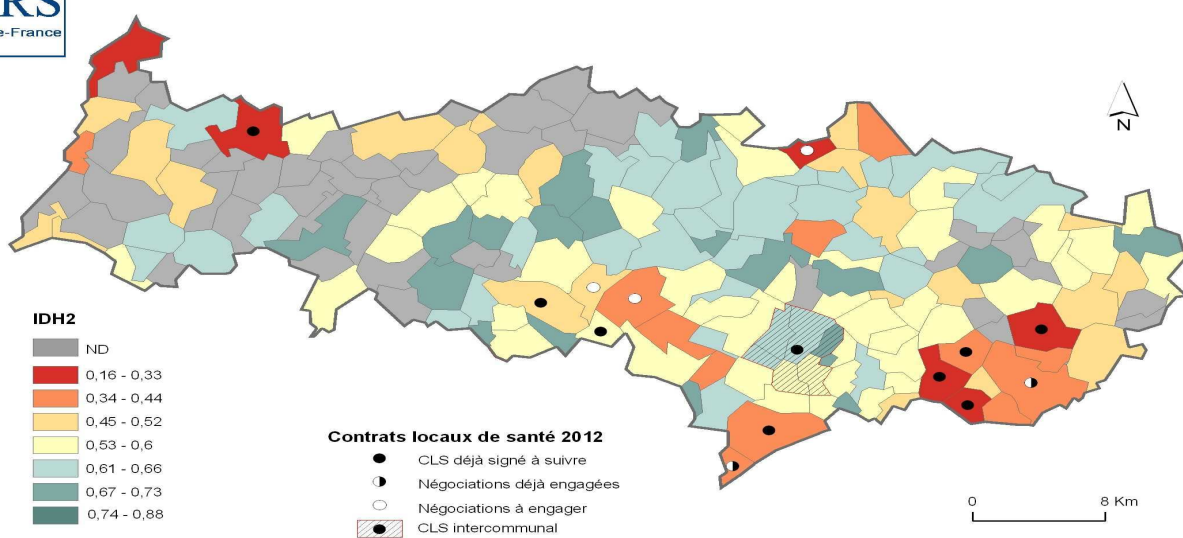 RS
e-France
N
IDH2
ND
0,16 - 0,33
0,34 - 0,44
0,45 - 0,52
0,53 - 0,6
0,61 - 0,66
0,67 - 0,73
0,74 - 0,88
Contrats locaux de santé 2012
CLS déjà signé à suivre
Négociations déjà engagées
Négociations à engager
CLS intercommunal
0 8 Km